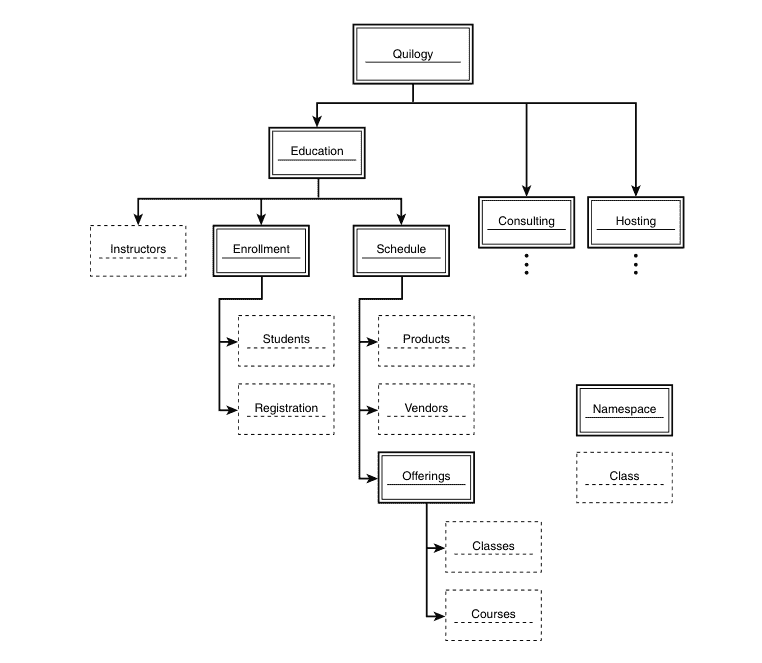 Quilogy
Education
Consulting
Hosting
Instructors
Enrollment
Schedule
Students
Products
Registration
Vendors
Namespace
Offerings
Class
Classes
Courses